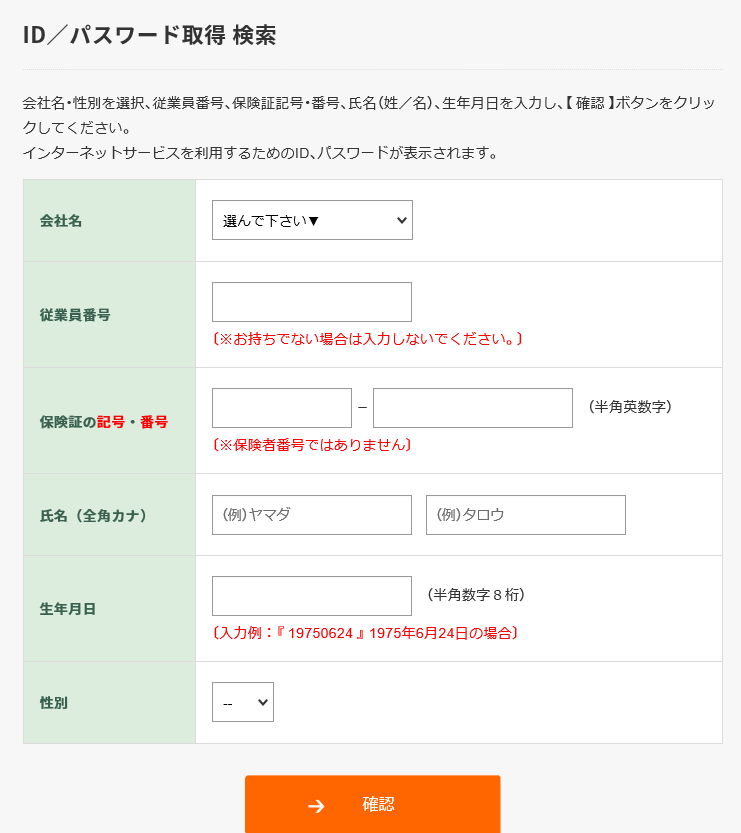 ID／パスワード取得 検索
会社名・性別を選択、従業員番号、保険証記号・番号、氏名（姓／名）、生年月日を入力し、【 確認 】ボタンをクリッ
クしてください。
インターネットサービスを利用するためのID、パスワードが表示されます。
会社名
選んで下さい▼
従業員番号
〔※お持ちでない場合は入力しないでください。〕
保険証の記号・番号
–
（半角英数字）
〔※保険者番号ではありません〕
氏名（全角カナ）
（例）ヤマダ
（例）タロウ
生年月日
（半角数字８桁）
〔入力例：『 19750624 』 1975年6月24日の場合〕
性別
--
→ 確認